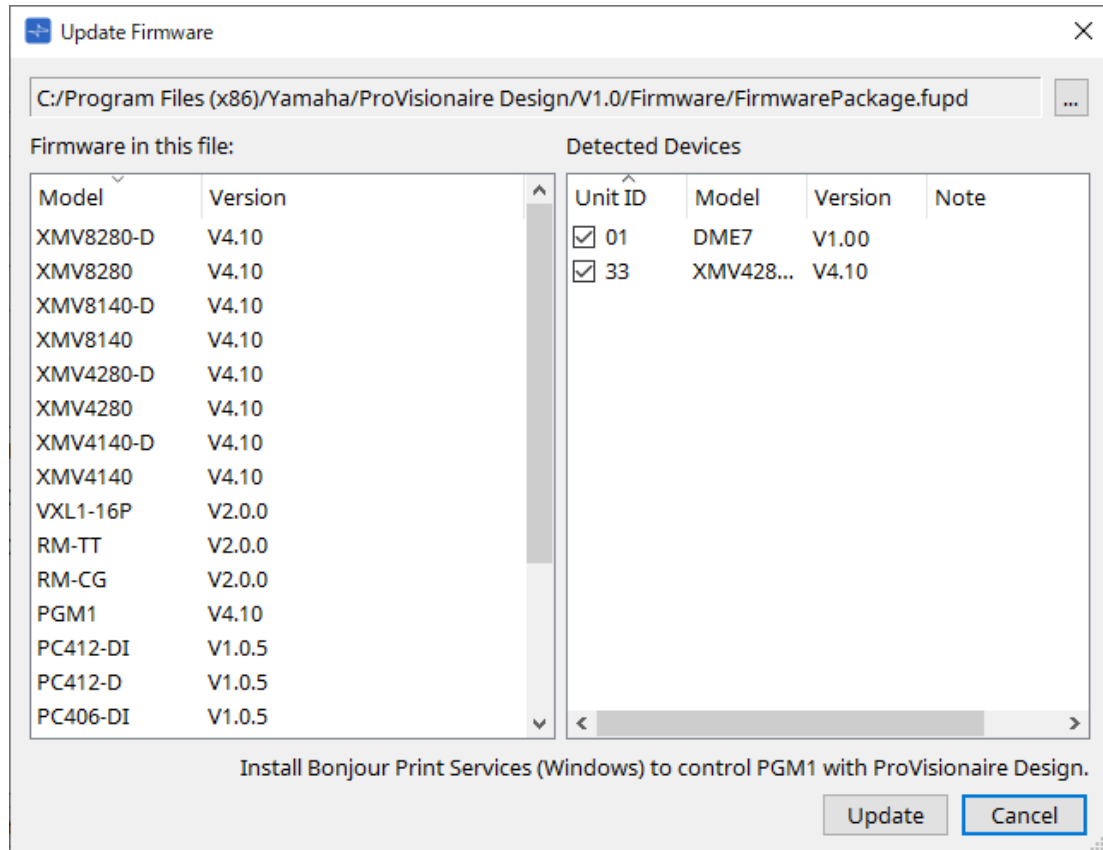 Update Firmware
C:/Program Files (x86)/Yamaha/ProVisionaire Design/V1.0/Firmware/FirmwarePackage.fupd ...
Firmware in this file:
Model Version
XMV8280-D V4.10
XMV8280 V4.10
XMV8140-D V4.10
XMV8140 V4.10
XMV4280-D V4.10
XMV4280 V4.10
XMV4140-D V4.10
XMV4140 V4.10
VXL1-16P V2.0.0
RM-TT V2.0.0
RM-CG V2.0.0
PGM1 V4.10
PC412-DI V1.0.5
PC412-D V1.0.5
PC406-DI V1.0.5
Detected Devices
Unit ID Model Version Note
01 DME7 V1.00
33 XMV428... V4.10
Install Bonjour Print Services (Windows) to control PGM1 with ProVisionaire Design.
Update Cancel